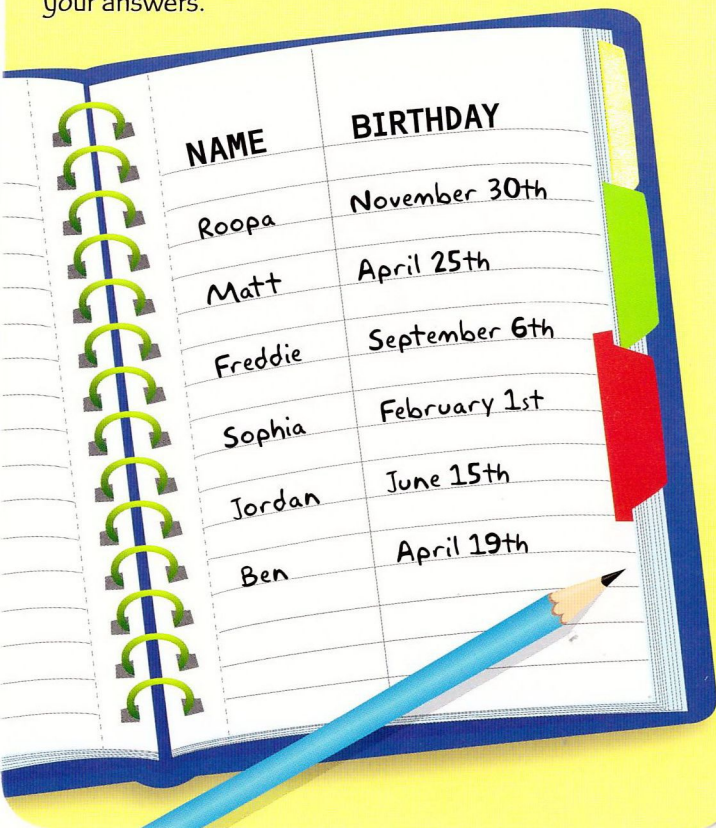 your answers.
NAME BIRTHDAY
Roopa November 30th
Matt April 25th
Freddie September 6th
Sophia February 1st
Jordan June 15th
Ben April 19th